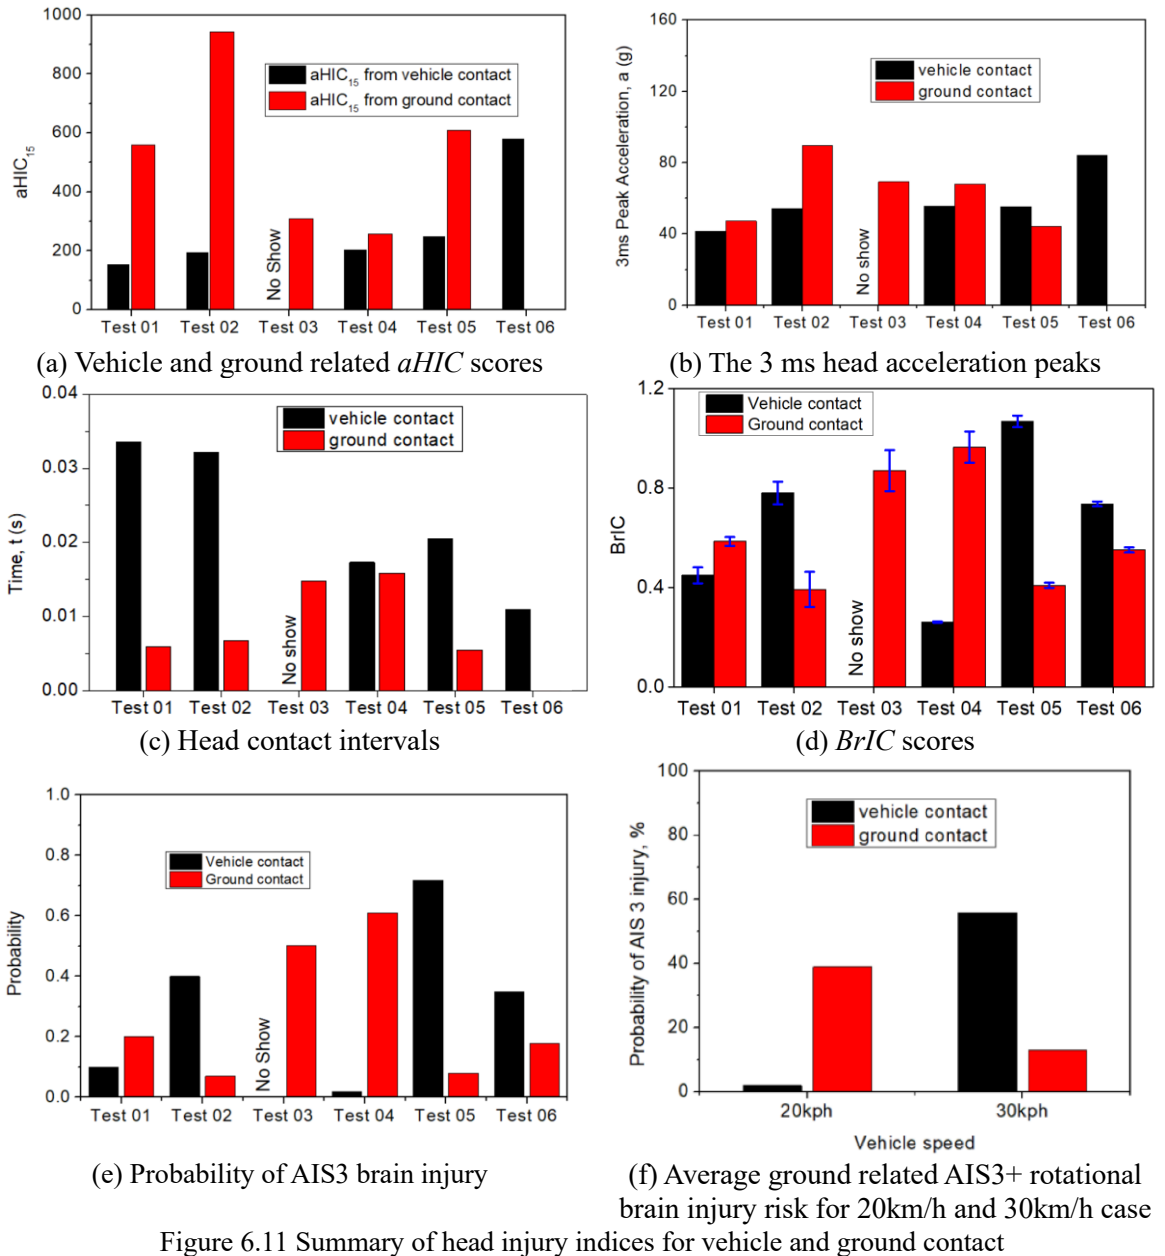 1000
800
600
400
200
0
aHIC15
aHIC15 from vehicle contact
aHIC15 from ground contact
No Show
Test 01 Test 02 Test 03 Test 04 Test 05 Test 06
(a) Vehicle and ground related aHIC scores
160
120
80
40
0
3ms Peak Acceleration, a (g)
vehicle contact
ground contact
No show
Test 01 Test 02 Test 03 Test 04 Test 05 Test 06
(b) The 3 ms head acceleration peaks
0.04
0.03
0.02
0.01
0.00
Time, t (s)
vehicle contact
ground contact
No show
Test 01 Test 02 Test 03 Test 04 Test 05 Test 06
(c) Head contact intervals
1.2
0.8
0.4
0.0
BrIC
Vehicle contact
Ground contact
No show
Test 01 Test 02 Test 03 Test 04 Test 05 Test 06
(d) BrIC scores
1.0
0.8
0.6
0.4
0.2
0.0
Probability
Vehicle contact
Ground contact
No Show
Test 01 Test 02 Test 03 Test 04 Test 05 Test 06
(e) Probability of AIS3 brain injury
100
80
60
40
20
0
Probability of AIS 3 injury, %
vehicle contact
ground contact
20kph 30kph
Vehicle speed
(f) Average ground related AIS3+ rotational
brain injury risk for 20km/h and 30km/h case
Figure 6.11 Summary of head injury indices for vehicle and ground contact